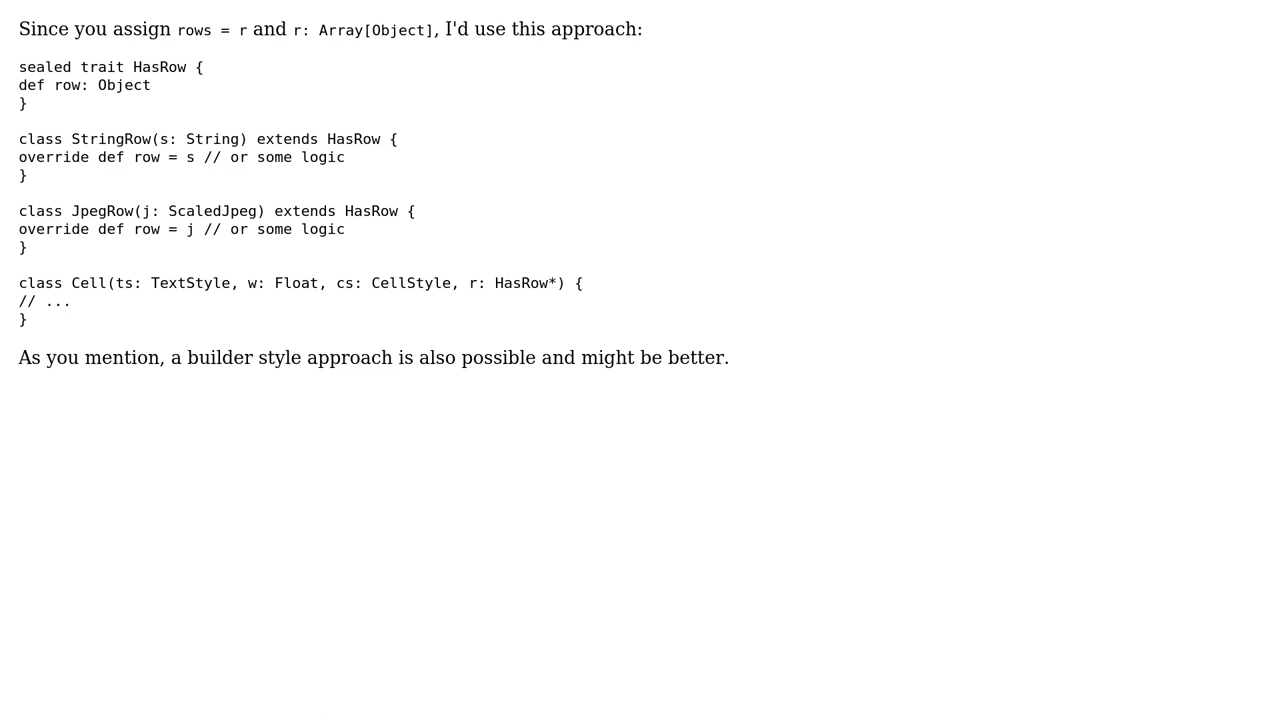 Since you assign rows = r and r: Array[Object], I'd use this approach:
sealed trait HasRow {
def row: Object
}
class StringRow(s: String) extends HasRow {
override def row = s // or some logic
}
class JpegRow(j: ScaledJpeg) extends HasRow {
override def row = j // or some logic
}
class Cell(ts: TextStyle, w: Float, cs: CellStyle, r: HasRow*) {
// ...
}
As you mention, a builder style approach is also possible and might be better.